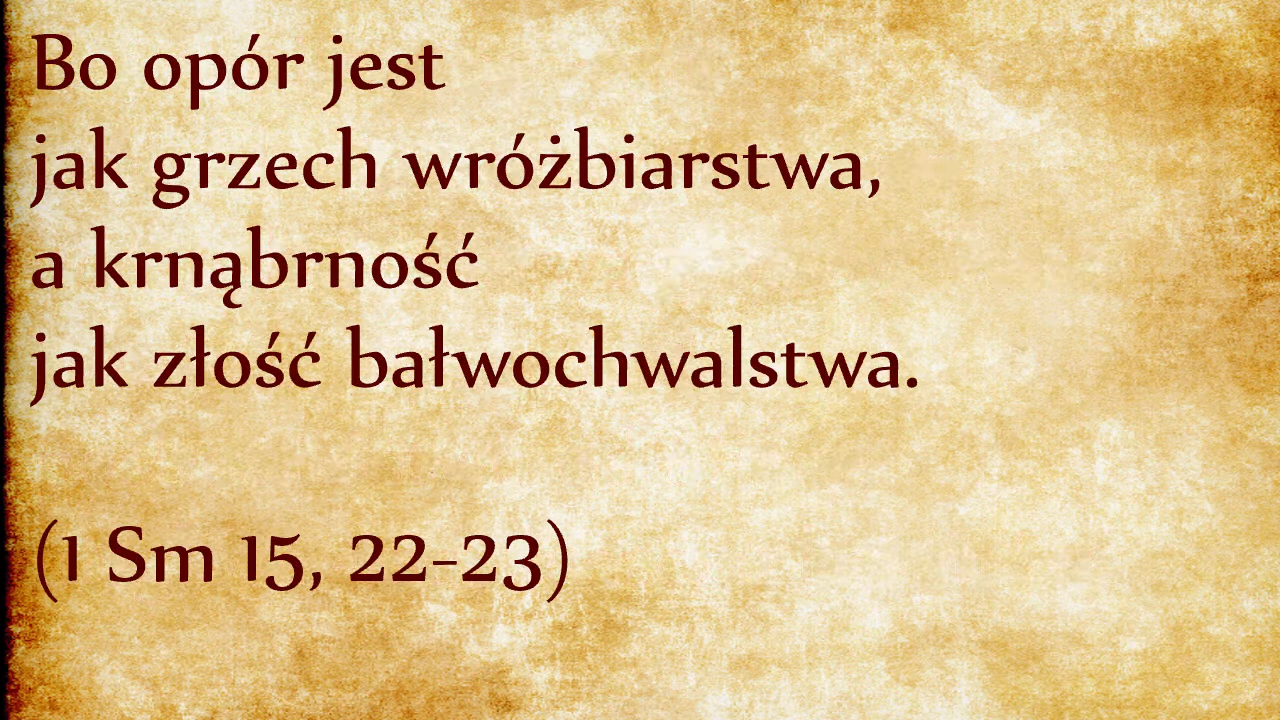 Bo opór jest
jak grzech wróżbiarstwa,
a krnąbrność
jak złość bałwochwalstwa.
(1 Sm 15, 22-23)